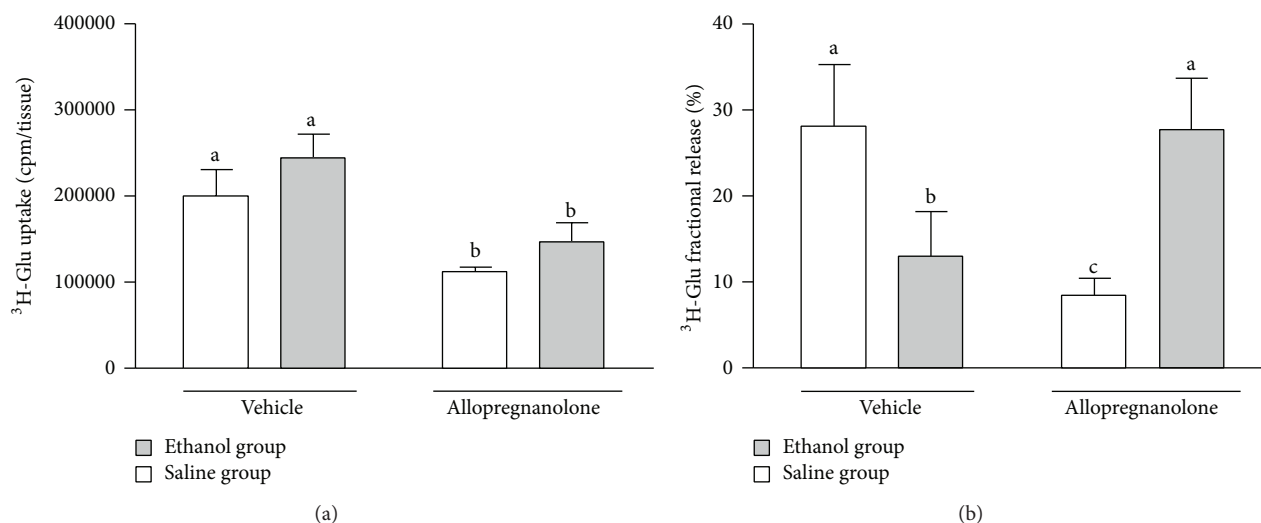 400000
300000
200000
100000
0
³H-Glu uptake (cpm/tissue)
a
a
b
b
Vehicle
Allopregnanolone
Ethanol group
Saline group
(a)
40
30
20
10
0
³H-Glu fractional release (%)
a
b
c
a
Vehicle
Allopregnanolone
Ethanol group
Saline group
(b)